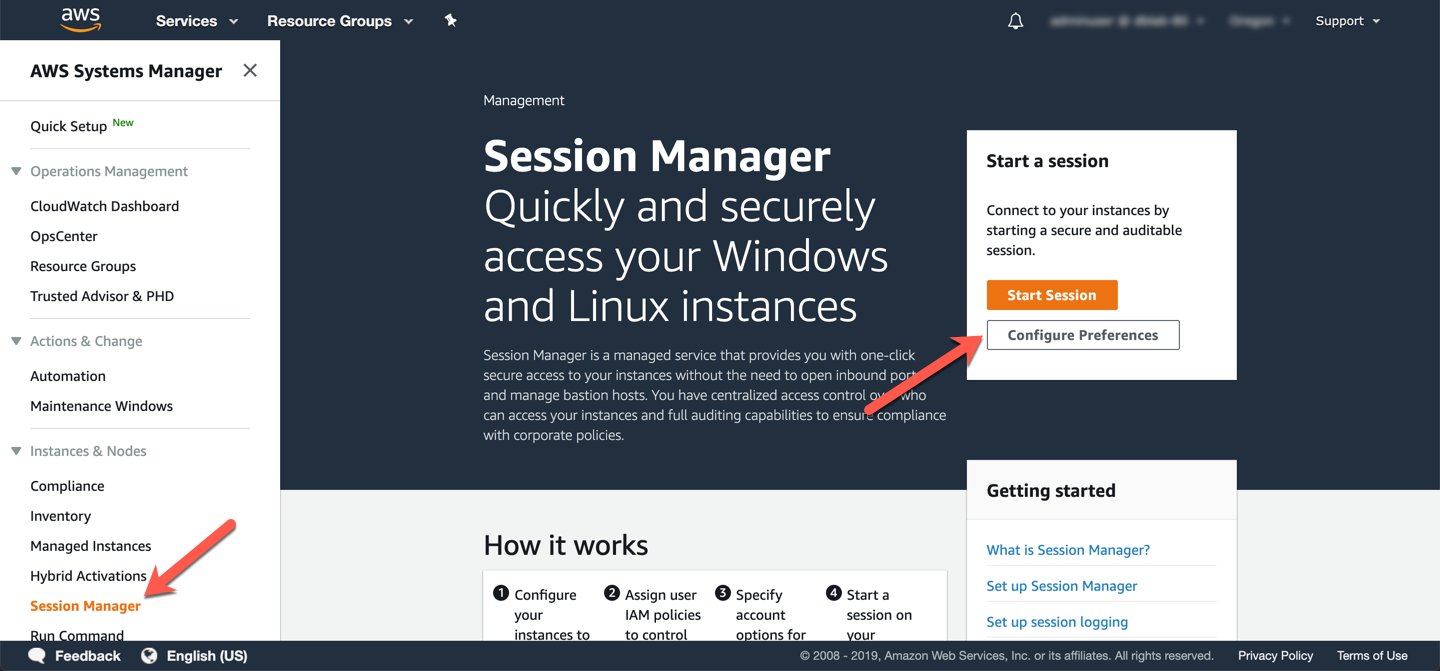 aws Services Resource Groups Support
AWS Systems Manager
Quick Setup New
Operations Management
CloudWatch Dashboard
OpsCenter
Resource Groups
Trusted Advisor & PHD
Actions & Change
Automation
Maintenance Windows
Instances & Nodes
Compliance
Inventory
Managed Instances
Hybrid Activations
Session Manager
Run Command
Management
Session Manager
Quickly and securely
access your Windows
and Linux instances
Session Manager is a managed service that provides you with one-click
secure access to your instances without the need to open inbound
and manage bastion hosts. You have centralized access control over who
can access your instances and full auditing capabilities to ensure compliance
with corporate policies.
Start a session
Connect to your instances by
starting a secure and auditable
session.
Start Session
Configure Preferences
How it works
1 Configure
your
instances to
2 Assign user
IAM policies
to control
3 Specify
account
options for
4 Start a
session on
your
Getting started
What is Session Manager?
Set up Session Manager
Set up session logging
Feedback English (US) © 2008 - 2019, Amazon Web Services, Inc. or its affiliates. All rights reserved. Privacy Policy Terms of Use